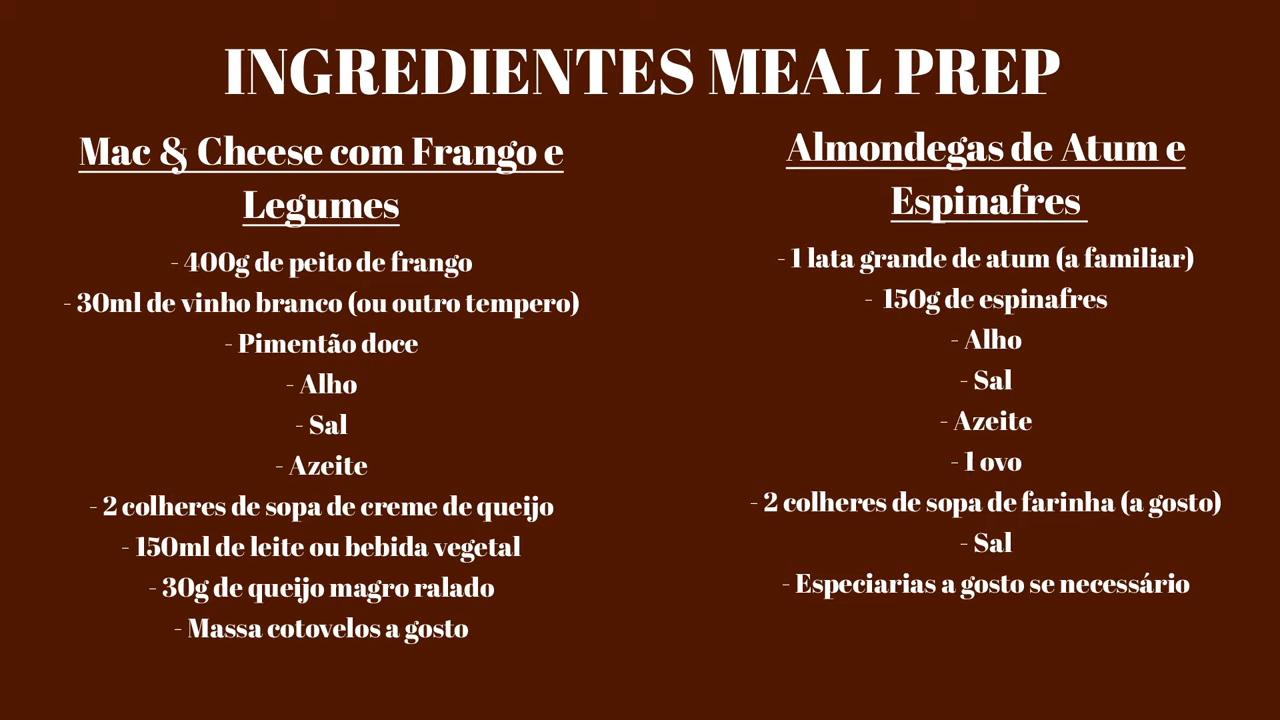 INGREDIENTES MEAL PREP
Mac & Cheese com Frango e
Legumes
- 400g de peito de frango
- 30ml de vinho branco (ou outro tempero)
- Pimentão doce
- Alho
- Sal
- Azeite
- 2 colheres de sopa de creme de queijo
- 150ml de leite ou bebida vegetal
- 30g de queijo magro ralado
- Massa cotovelos a gosto
Almondegas de Atum e
Espinafres
- 1 lata grande de atum (a familiar)
- 150g de espinafres
- Alho
- Sal
- Azeite
- 1 ovo
- 2 colheres de sopa de farinha (a gosto)
- Sal
- Especiarias a gosto se necessário